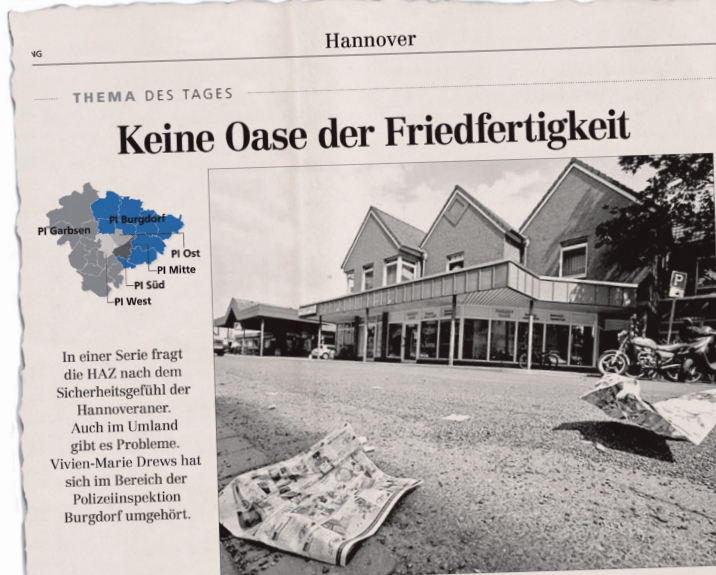 NG
Hannover
THEMA DES TAGES
Keine Oase der Friedfertigkeit
PI Garbsen
PI Burgdorf
PI Ost
PI Mitte
PI Süd
PI West
P
In einer Serie fragt
die HAZ nach dem
Sicherheitsgefühl der
Hannoveraner.
Auch im Umland
gibt es Probleme.
Vivien-Marie Drews hat
sich im Bereich der
Polizeiinspektion
Burgdorf umgehört.